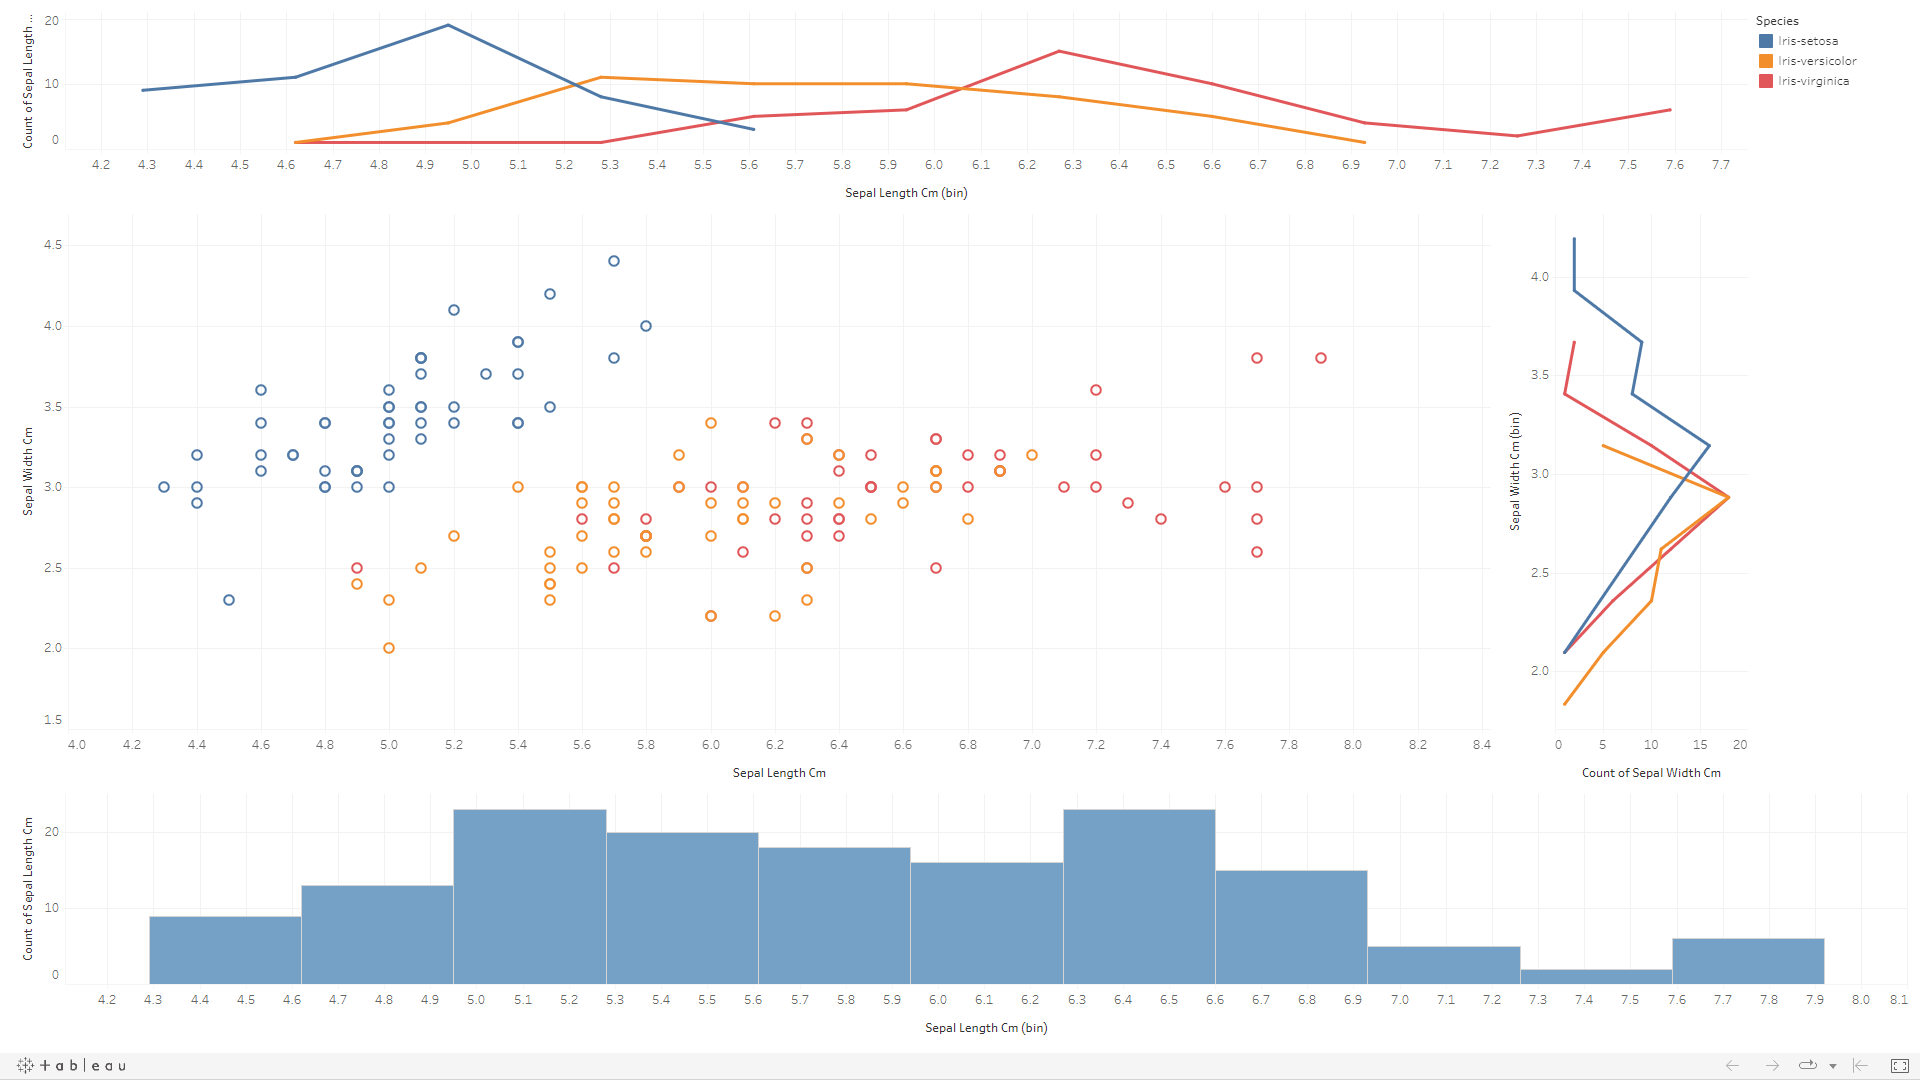 Count of Sepal Length ...
20
10
0
4.2 4.3 4.4 4.5 4.6 4.7 4.8 4.9 5.0 5.1 5.2 5.3 5.4 5.5 5.6 5.7 5.8 5.9 6.0 6.1 6.2 6.3 6.4 6.5 6.6 6.7 6.8 6.9 7.0 7.1 7.2 7.3 7.4 7.5 7.6 7.7
Sepal Length Cm (bin)
Species
Iris-setosa
Iris-versicolor
Iris-virginica
Sepal Width Cm
4.5
4.0
3.5
3.0
2.5
2.0
1.5
4.0 4.2 4.4 4.6 4.8 5.0 5.2 5.4 5.6 5.8 6.0 6.2 6.4 6.6 6.8 7.0 7.2 7.4 7.6 7.8 8.0 8.2 8.4
Sepal Length Cm
Sepal Width Cm (bin)
4.0
3.5
3.0
2.5
2.0
0 5 10 15 20
Count of Sepal Width Cm
Count of Sepal Length Cm
20
10
0
4.2 4.3 4.4 4.5 4.6 4.7 4.8 4.9 5.0 5.1 5.2 5.3 5.4 5.5 5.6 5.7 5.8 5.9 6.0 6.1 6.2 6.3 6.4 6.5 6.6 6.7 6.8 6.9 7.0 7.1 7.2 7.3 7.4 7.5 7.6 7.7 7.8 7.9 8.0 8.1
Sepal Length Cm (bin)
+ a b l e a u